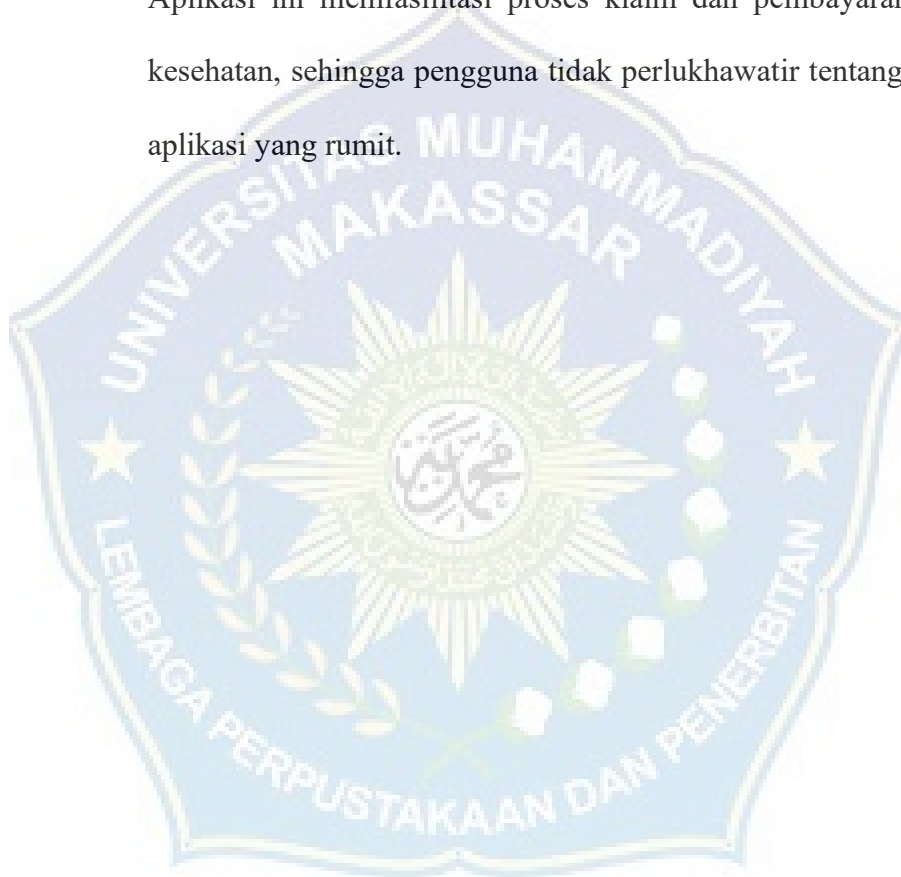 Aplikasi ini memfasilitasi proses klaim dan pembayaran
kesehatan, sehingga pengguna tidak perlukhawatir tentang
aplikasi yang rumit.
UNIVERSITAS MUHAMMADIYAH
MAKASSAR
LEMBAGA PERPUSTAKAAN DAN PENERBITAN